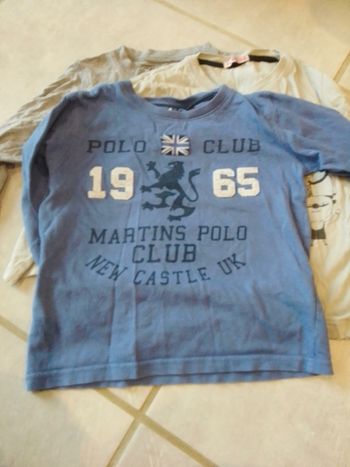 POLO CLUB
19 65
MARTINS POLO
CLUB
NEW CASTLE UK